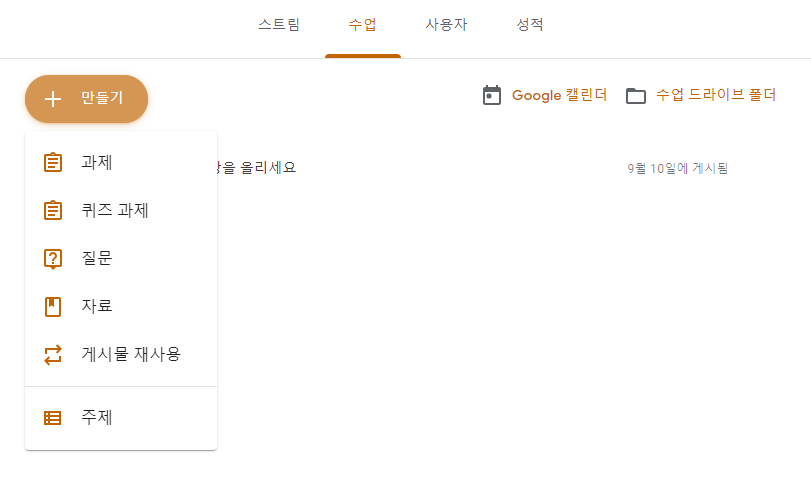 스트림
수업
사용자
성적
만들기
Google 캘린더
수업 드라이브 폴더
과제
을 올리세요
9월 10일에 게시됨
퀴즈 과제
질문
자료
게시물 재사용
주제